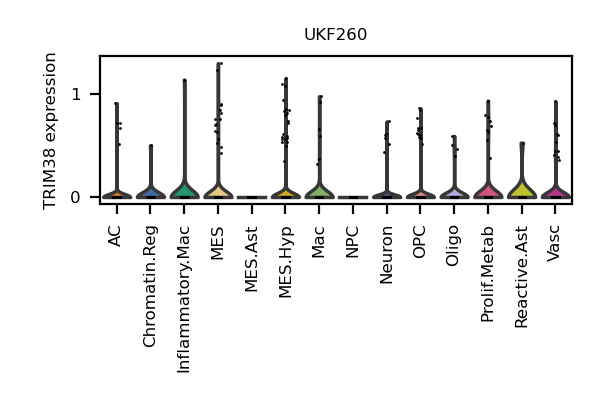 UKF260
TRIM38 expression
1
0
AC
Chromatin.Reg
Inflammatory.Mac
MES
MES.Ast
MES.Hyp
Mac
NPC
Neuron
OPC
Oligo
Prolif.Metab
Reactive.Ast
Vasc